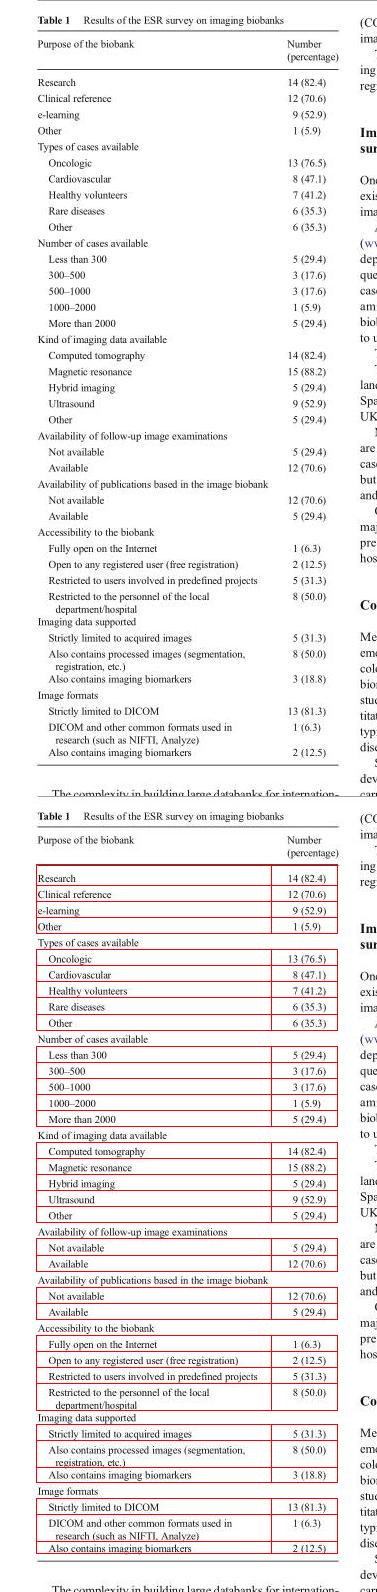 Table 1 Results of the ESR survey on imaging biobanks
Purpose of the biobank Number
(percentage)
Research 14 (82.4)
Clinical reference 12 (70.6)
e-learning 9 (52.9)
Other 1 (5.9)
Types of cases available
Oncologic 13 (76.5)
Cardiovascular 8 (47.1)
Healthy volunteers 7 (41.2)
Rare diseases 6 (35.3)
Other 6 (35.3)
Number of cases available
Less than 300 5 (29.4)
300–500 3 (17.6)
500–1000 3 (17.6)
1000–2000 1 (5.9)
More than 2000 5 (29.4)
Kind of imaging data available
Computed tomography 14 (82.4)
Magnetic resonance 15 (88.2)
Hybrid imaging 5 (29.4)
Ultrasound 9 (52.9)
Other 5 (29.4)
Availability of follow-up image examinations
Not available 5 (29.4)
Available 12 (70.6)
Availability of publications based in the image biobank
Not available 12 (70.6)
Available 5 (29.4)
Accessibility to the biobank
Fully open on the Internet 1 (6.3)
Open to any registered user (free registration) 2 (12.5)
Restricted to users involved in predefined projects 5 (31.3)
Restricted to the personnel of the local 8 (50.0)
department/hospital
Imaging data supported
Strictly limited to acquired images 5 (31.3)
Also contains processed images (segmentation, 8 (50.0)
registration, etc.)
Also contains imaging biomarkers 3 (18.8)
Image formats
Strictly limited to DICOM 13 (81.3)
DICOM and other common formats used in 1 (6.3)
research (such as NIFTI, Analyze)
Also contains imaging biomarkers 2 (12.5)
The complexity in building large databanks for internation-
Table 1 Results of the ESR survey on imaging biobanks
Purpose of the biobank Number
(percentage)
Research 14 (82.4)
Clinical reference 12 (70.6)
e-learning 9 (52.9)
Other 1 (5.9)
Types of cases available
Oncologic 13 (76.5)
Cardiovascular 8 (47.1)
Healthy volunteers 7 (41.2)
Rare diseases 6 (35.3)
Other 6 (35.3)
Number of cases available
Less than 300 5 (29.4)
300–500 3 (17.6)
500–1000 3 (17.6)
1000–2000 1 (5.9)
More than 2000 5 (29.4)
Kind of imaging data available
Computed tomography 14 (82.4)
Magnetic resonance 15 (88.2)
Hybrid imaging 5 (29.4)
Ultrasound 9 (52.9)
Other 5 (29.4)
Availability of follow-up image examinations
Not available 5 (29.4)
Available 12 (70.6)
Availability of publications based in the image biobank
Not available 12 (70.6)
Available 5 (29.4)
Accessibility to the biobank
Fully open on the Internet 1 (6.3)
Open to any registered user (free registration) 2 (12.5)
Restricted to users involved in predefined projects 5 (31.3)
Restricted to the personnel of the local 8 (50.0)
department/hospital
Imaging data supported
Strictly limited to acquired images 5 (31.3)
Also contains processed images (segmentation, 8 (50.0)
registration, etc.)
Also contains imaging biomarkers 3 (18.8)
Image formats
Strictly limited to DICOM 13 (81.3)
DICOM and other common formats used in 1 (6.3)
research (such as NIFTI, Analyze)
Also contains imaging biomarkers 2 (12.5)
The complexity in building large databanks for internation-